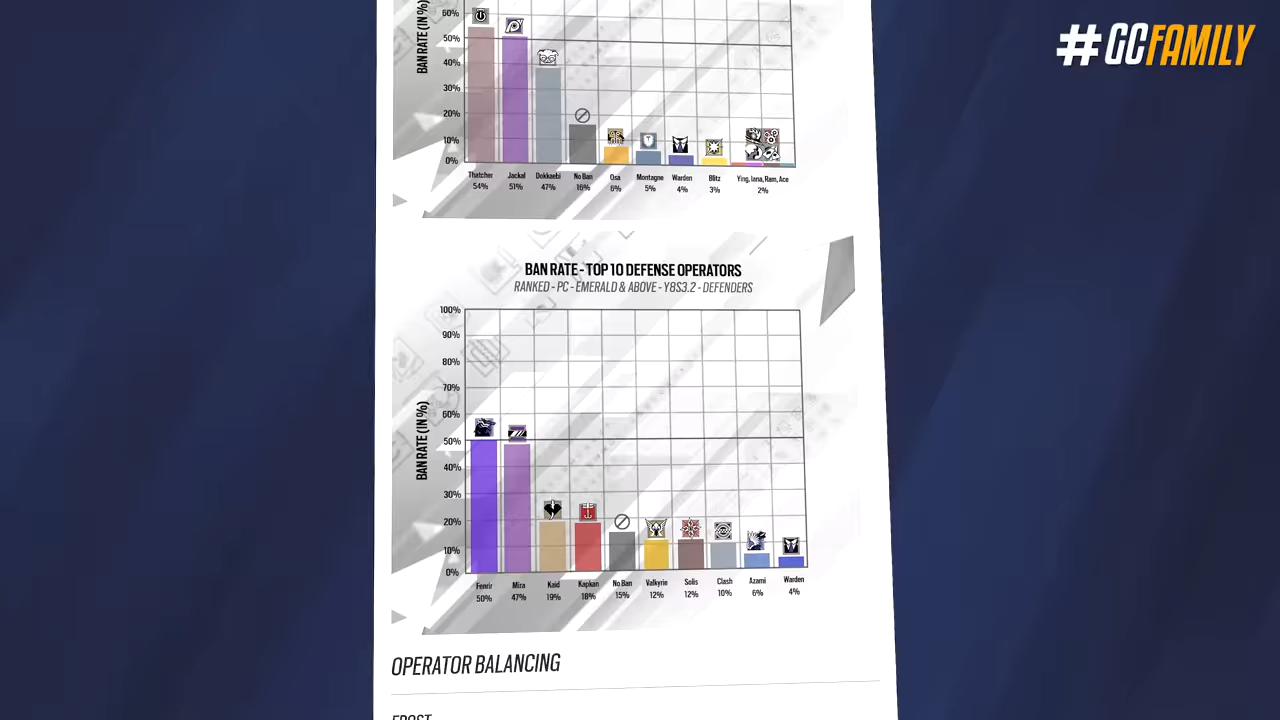 #GCFAMILY
BAN RATE (IN %)
60%
50%
40%
30%
20%
10%
0%
Thatcher Jackal Dokkaebi No Ban Osa Montagne Warden Blitz Ying, Iana, Ram, Ace
54% 51% 47% 16% 6% 5% 4% 3% 2%
BAN RATE - TOP 10 DEFENSE OPERATORS
RANKED - PC - EMERALD & ABOVE - Y8S3.2 - DEFENDERS
BAN RATE (IN %)
100%
90%
80%
70%
60%
50%
40%
30%
20%
10%
0%
Fenrir Mira Kaid Kapkan No Ban Valkyrie Solis Clash Azami Warden
50% 47% 19% 18% 15% 12% 12% 10% 6% 4%
OPERATOR BALANCING
FROST